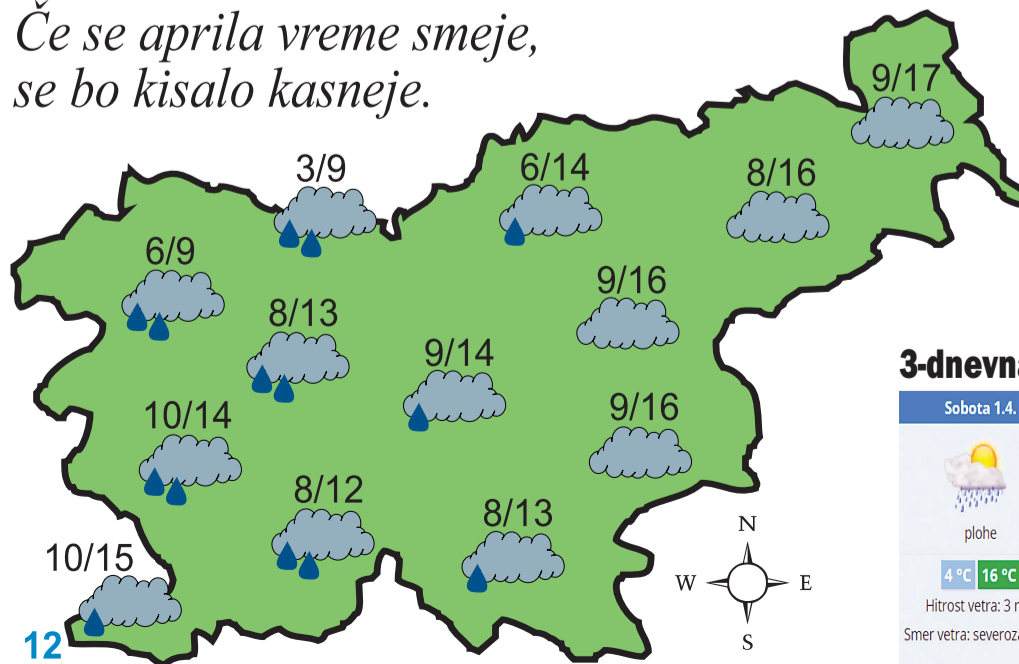 Če se aprila vreme smeje,
se bo kisalo kasneje.
9/17
3/9
6/14
8/16
6/9
9/16
8/13
9/14
10/14
9/16
8/12
8/13
10/15
N
W E
S
12
3-dnevna
Sobota 1.4.
plohe
4 °C 16 °C
Hitrost vetra: 3
Smer vetra: